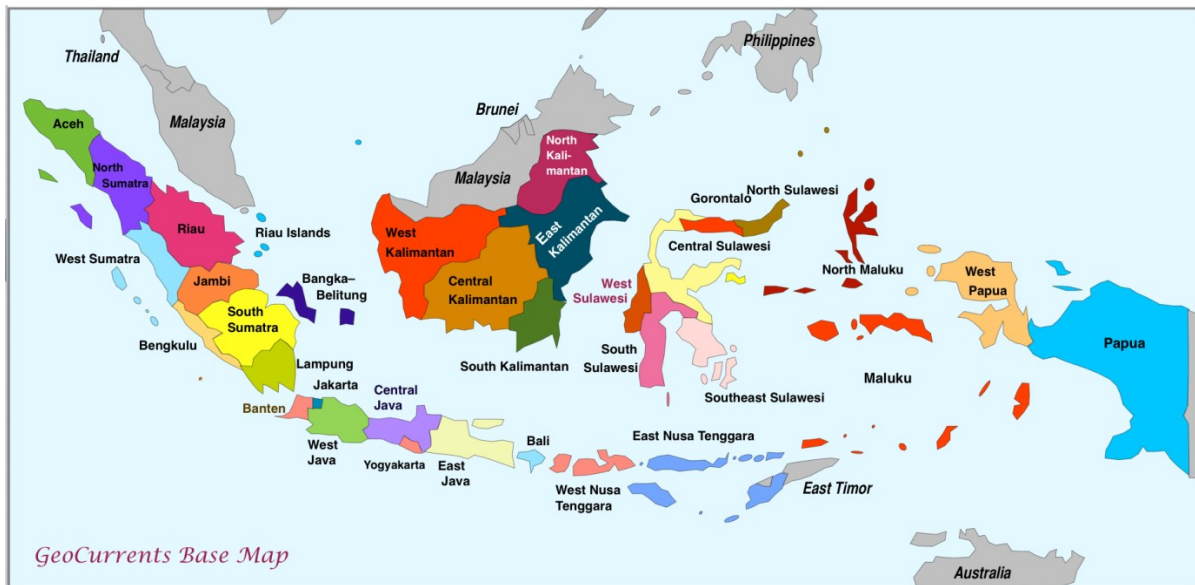 Thailand
Philippines
Malaysia
Aceh
Brunei
North
Kali-
mantan
North
Sumatra
Malaysia
Riau
Riau Islands
West
Kalimantan
East
Kalimantan
Gorontalo
North Sulawesi
Central Sulawesi
West Sumatra
Jambi
Bangka–
Belitung
Central
Kalimantan
West
Sulawesi
North Maluku
West
Papua
South
Sumatra
Bengkulu
Lampung
South Kalimantan
South
Sulawesi
Papua
Maluku
Jakarta
Banten
Central
Java
Southeast Sulawesi
West
Java
Yogyakarta
East
Java
Bali
East Nusa Tenggara
West Nusa
Tenggara
East Timor
GeoCurrents Base Map
Australia